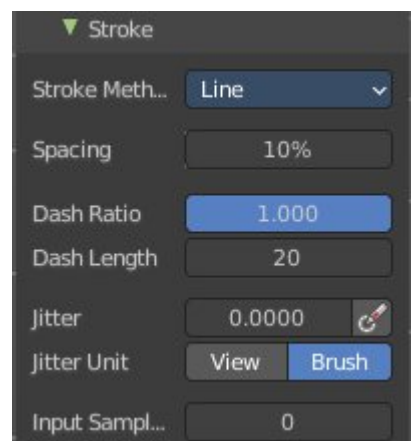 Stroke
Stroke Meth... Line
Spacing 10%
Dash Ratio 1.000
Dash Length 20
Jitter 0.0000
Jitter Unit View Brush
Input Sampl... 0